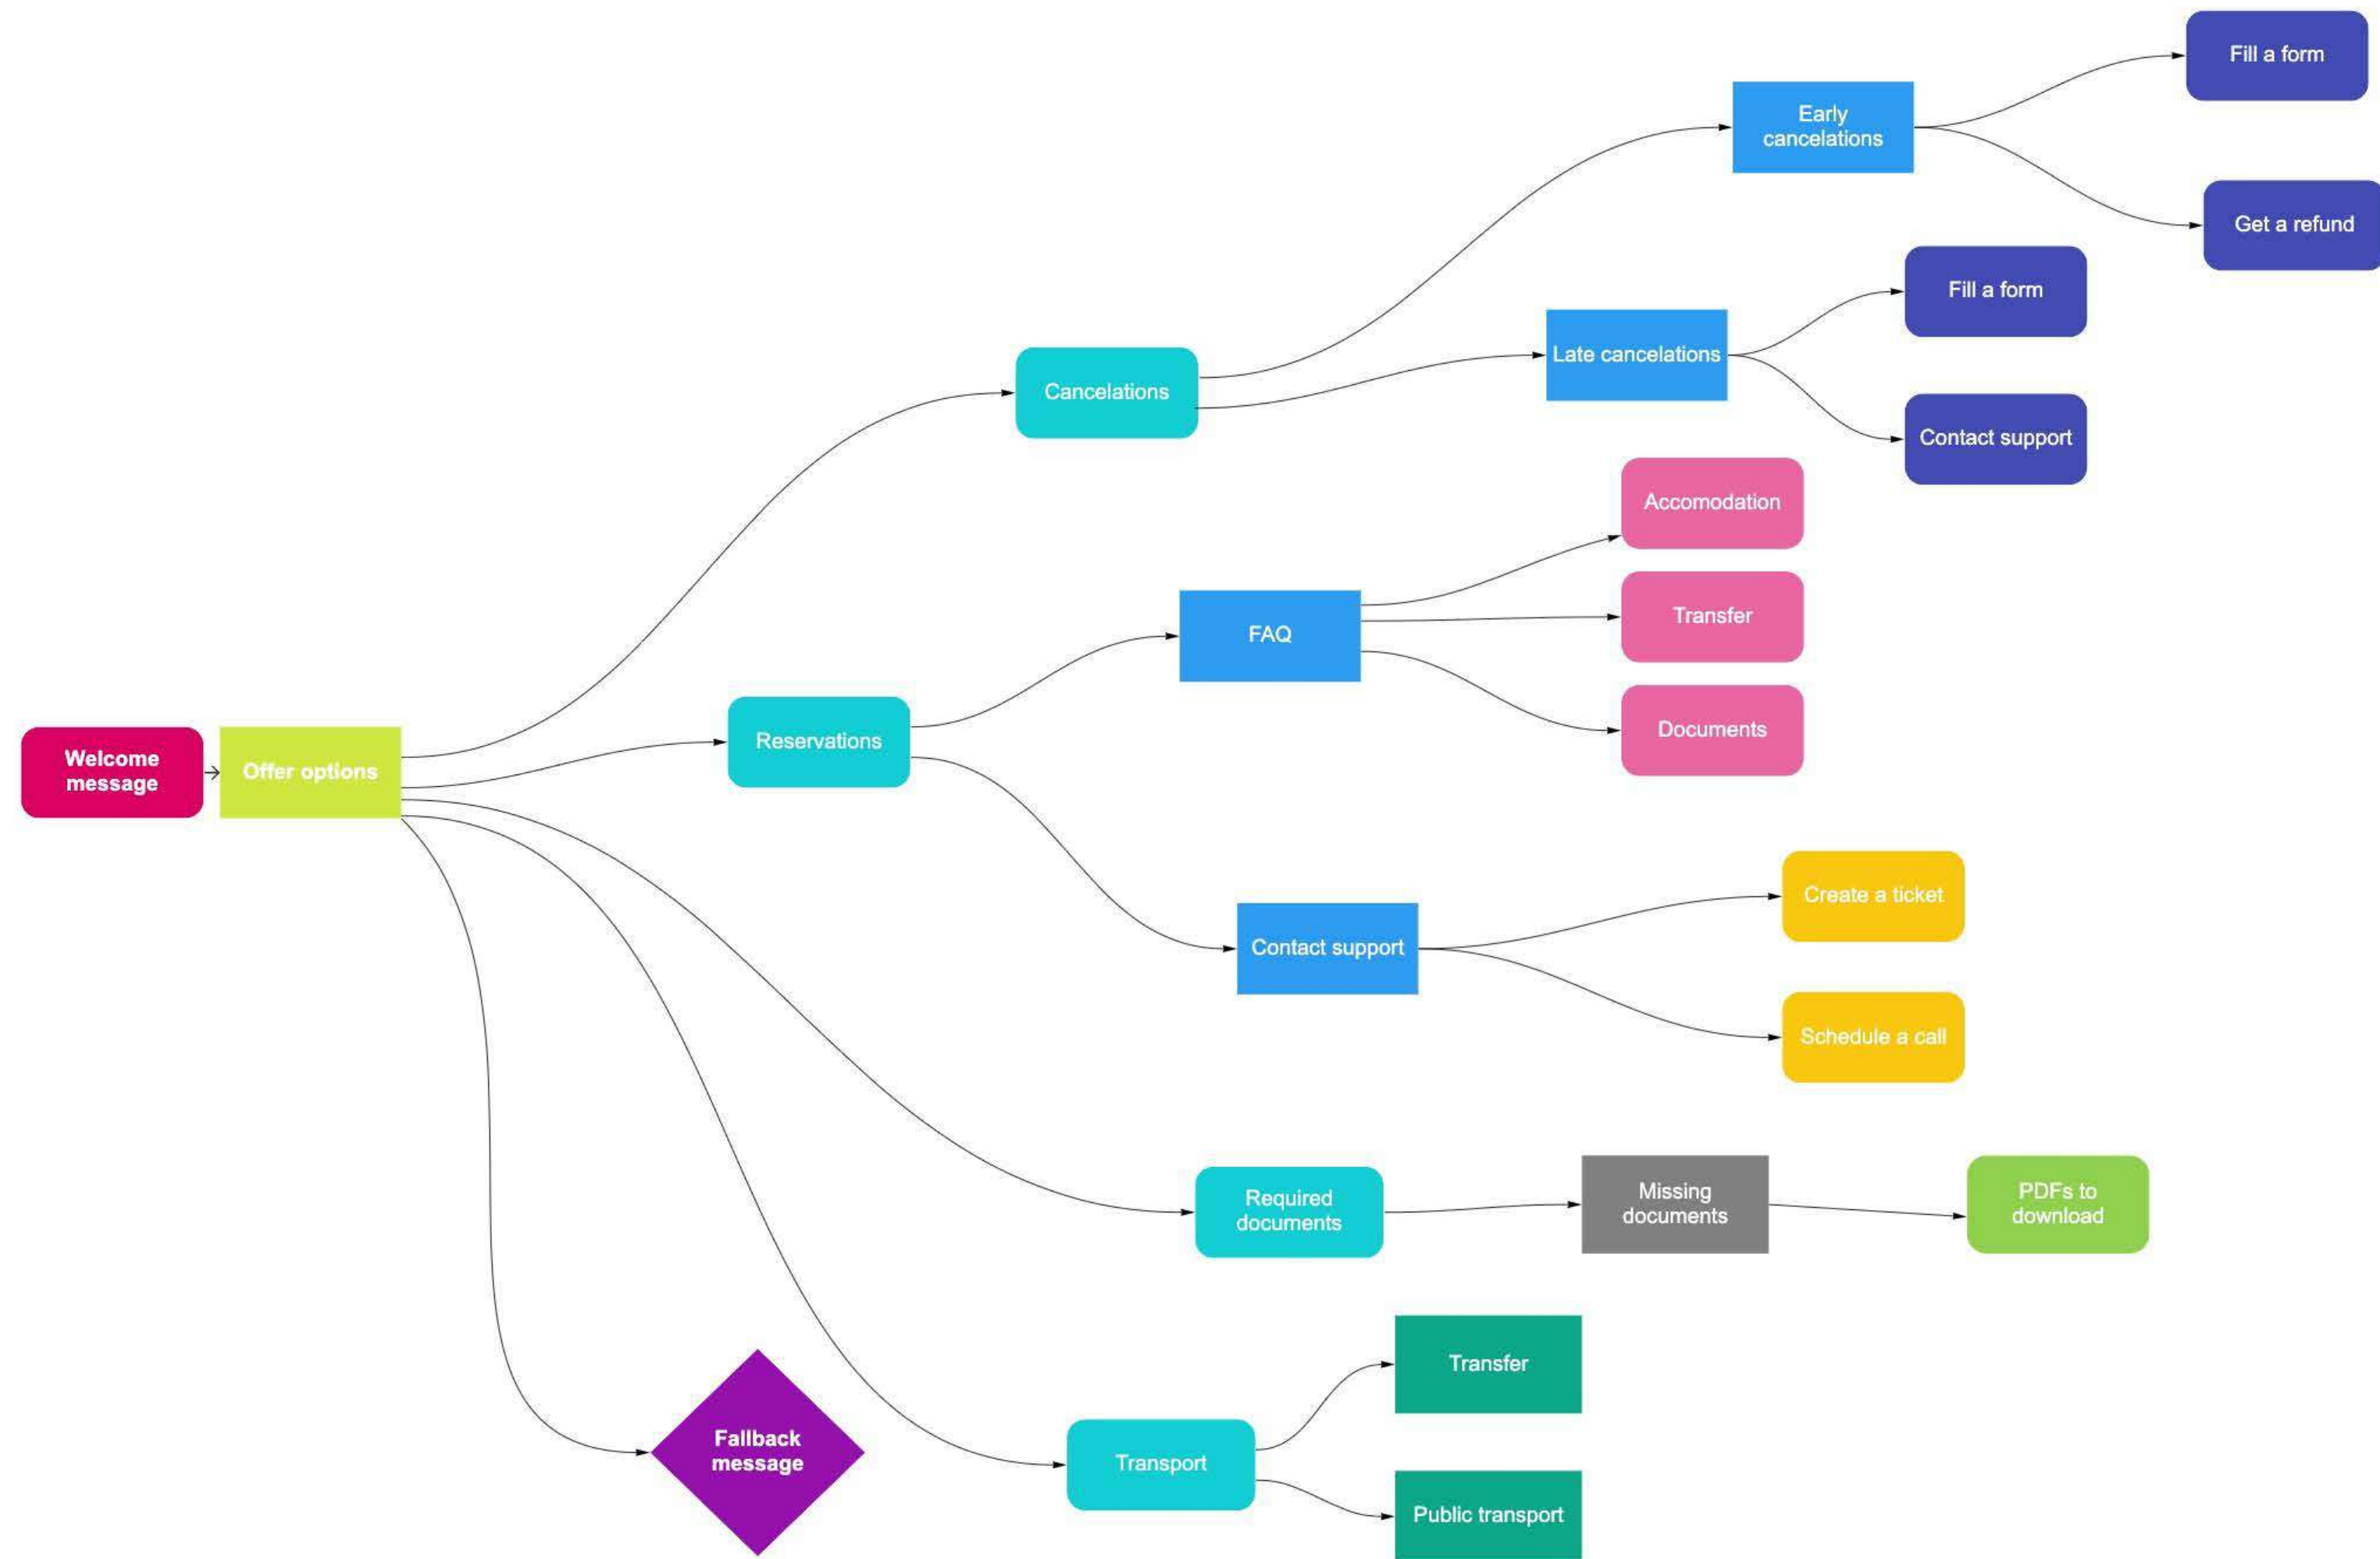 Fill a form
Early
cancelations
Get a refund
Fill a form
Late cancelations
Cancelations
Contact support
Accomodation
Transfer
FAQ
Documents
Reservations
Welcome
message
Offer options
Create a ticket
Contact support
Schedule a call
Required
documents
Missing
documents
PDFs to
download
Transfer
Fallback
message
Transport
Public transport